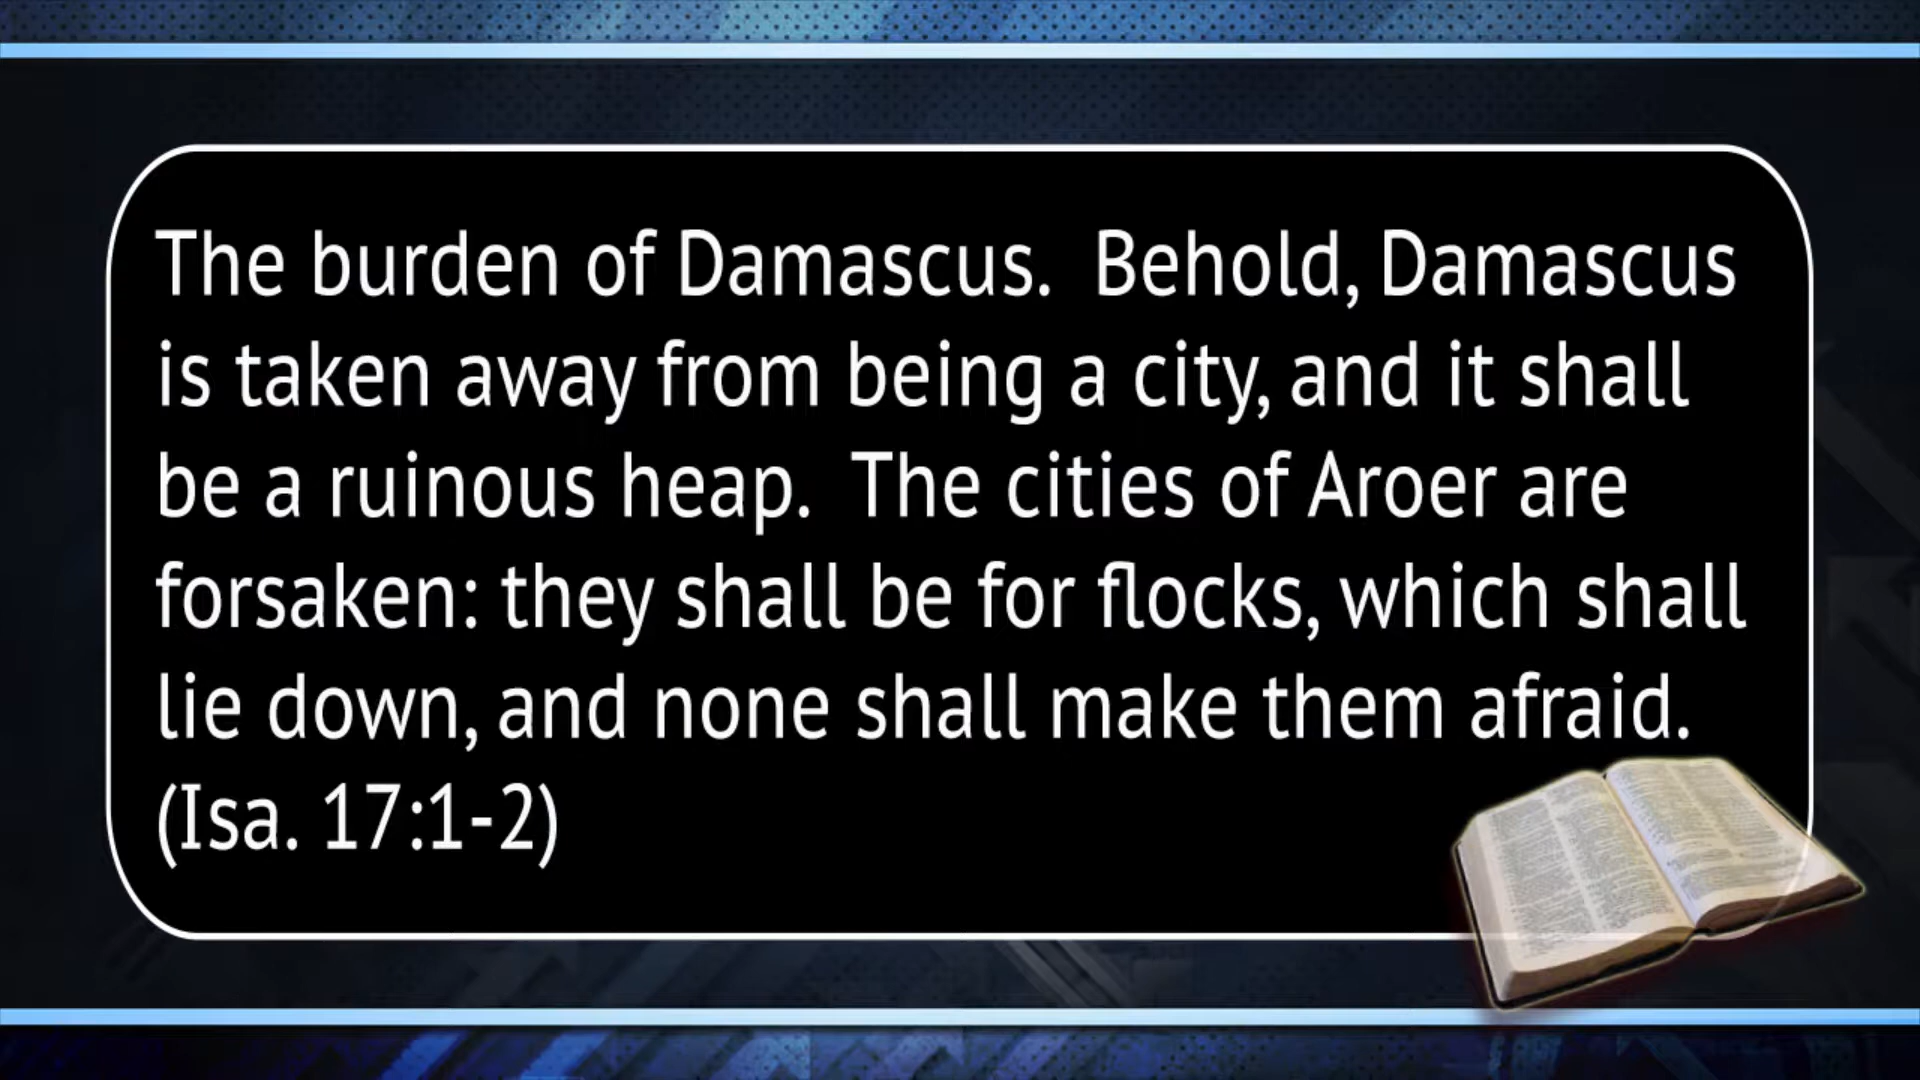 The burden of Damascus.  Behold, Damascus
is taken away from being a city, and it shall
be a ruinous heap.  The cities of Aroer are
forsaken: they shall be for flocks, which shall
lie down, and none shall make them afraid.
(Isa. 17:1-2)